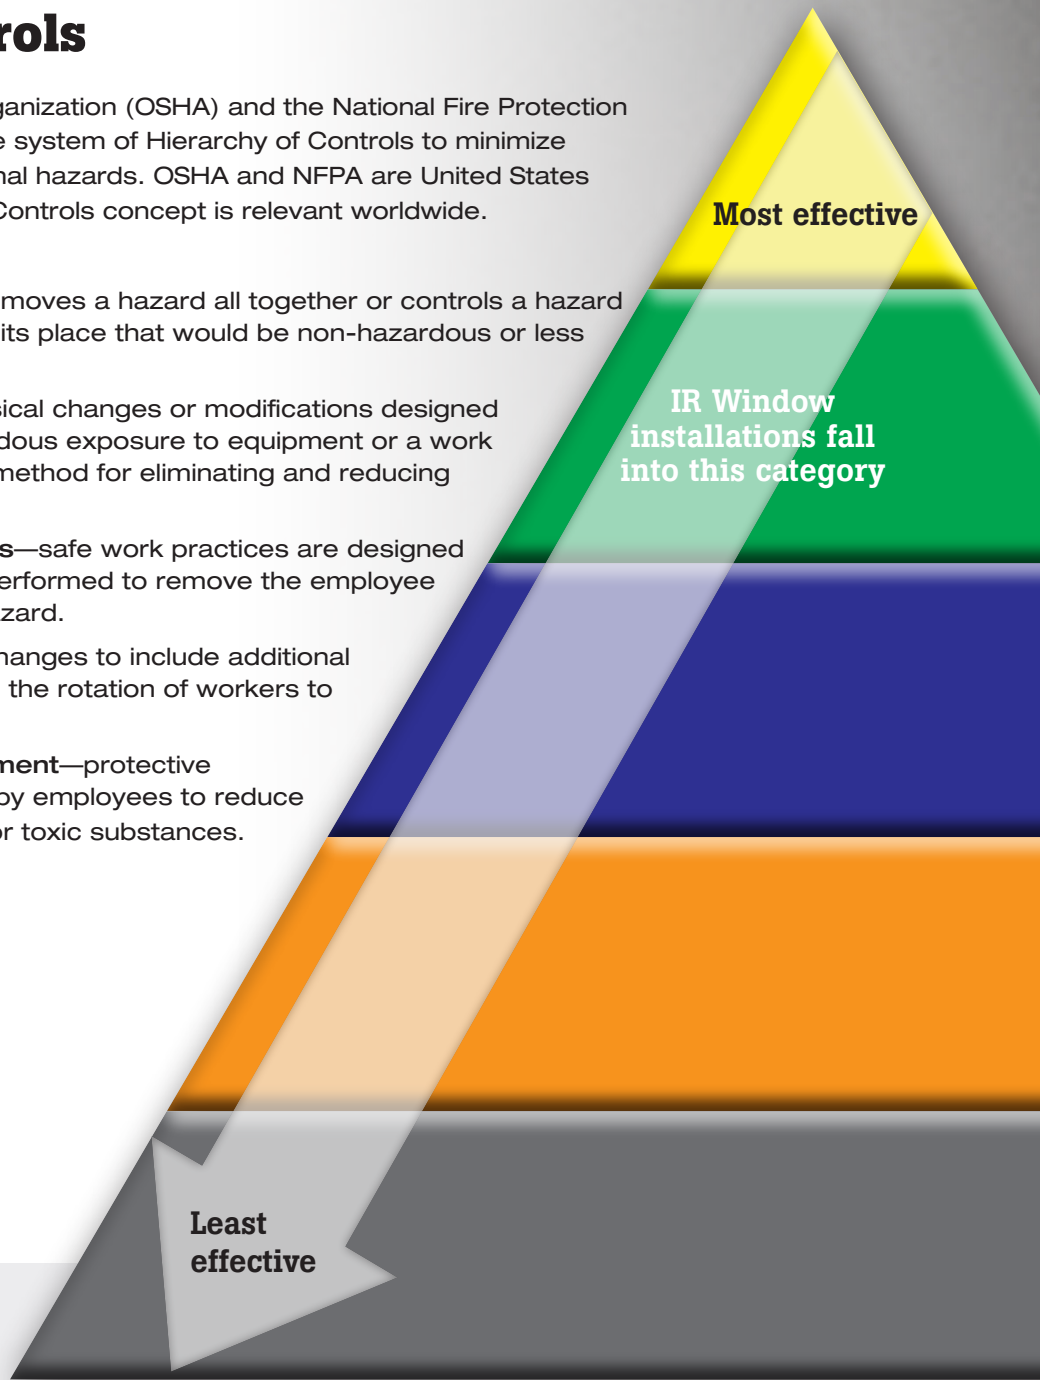 rols
ganization (OSHA) and the National Fire Protection
e system of Hierarchy of Controls to minimize
nal hazards. OSHA and NFPA are United States
Controls concept is relevant worldwide.
moves a hazard all together or controls a hazard
its place that would be non-hazardous or less
sical changes or modifications designed
dous exposure to equipment or a work
method for eliminating and reducing
s—safe work practices are designed
erformed to remove the employee
zard.
hanges to include additional
the rotation of workers to
ment—protective
by employees to reduce
or toxic substances.
Most effective
IR Window
installations fall
into this category
Least
effective